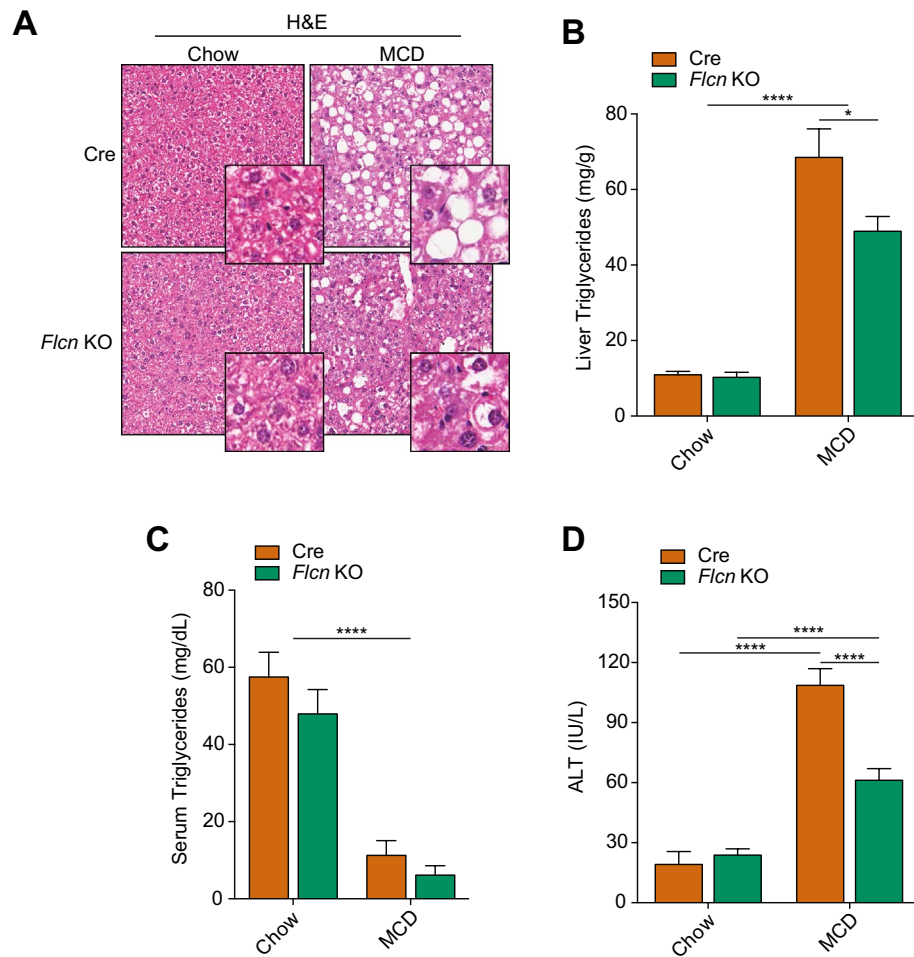 A
H&E
Chow MCD
Cre
Flcn KO
B
Cre
Flcn KO
****
*
80
60
40
20
0
Liver Triglycerides (mg/g)
Chow MCD
C
Cre
Flcn KO
****
80
60
40
20
0
Serum Triglycerides (mg/dL)
Chow MCD
D
Cre
Flcn KO
****
**** ****
150
120
90
60
30
0
ALT (IU/L)
Chow MCD